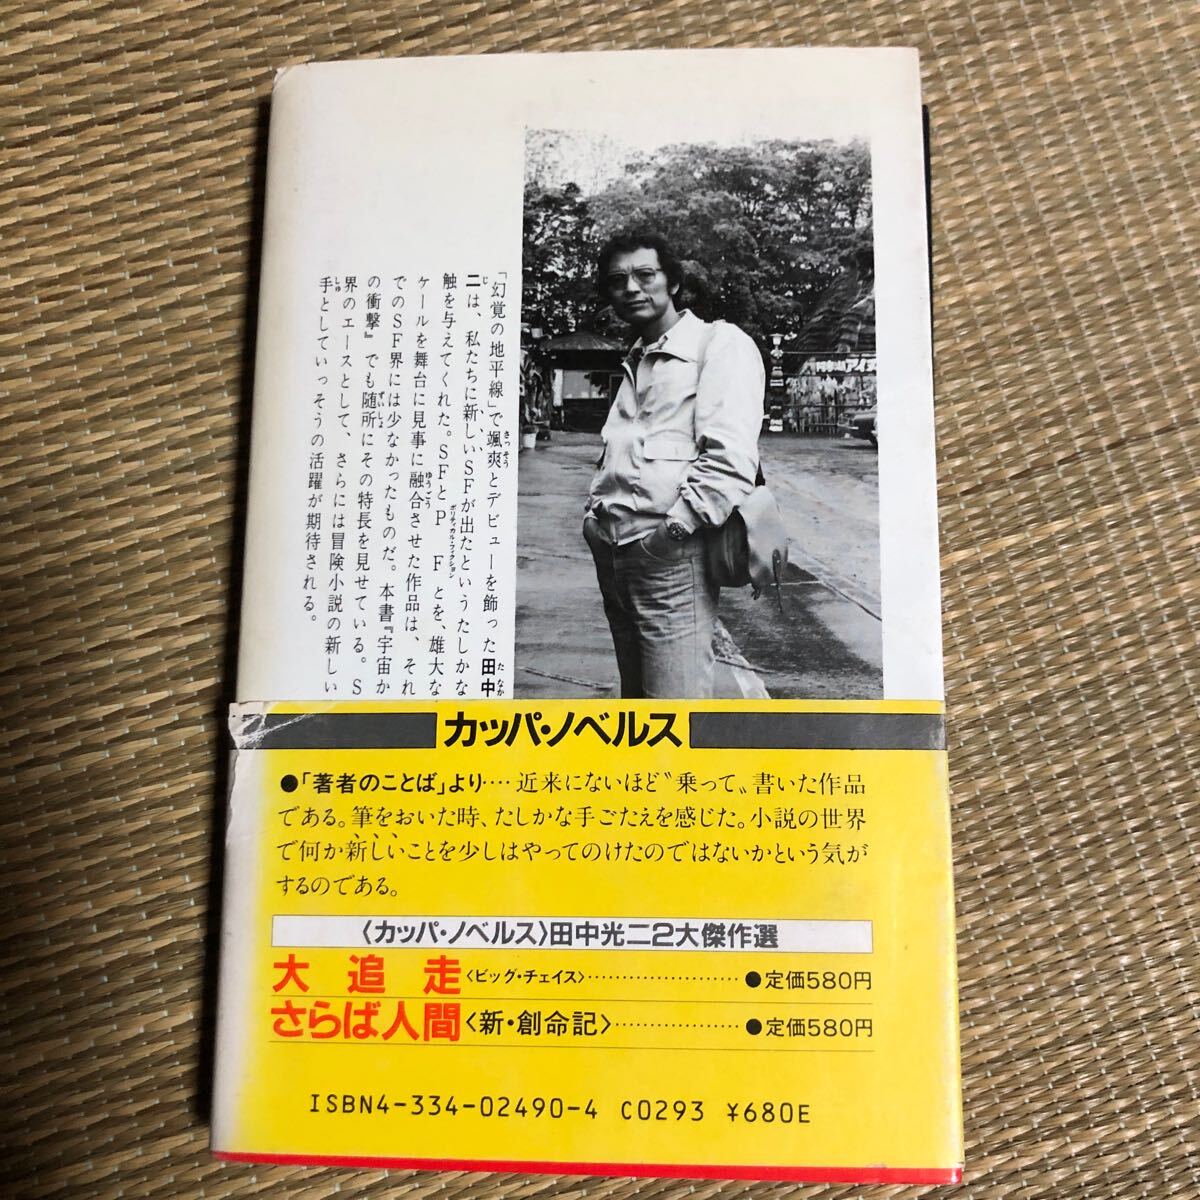 「幻覚の地平線」で颯爽とデビューを飾った田中
二は、私たちに新しいSFが出たというたしかな
触を与えてくれた。SFとPFとを、雄大な
ケールを舞台に見事に融合させた作品は、それ
でのSF界には少なかったものだ。本書『宇宙か
の衝撃』でも随所にその特長を見せている。S
界のエースとして、さらには冒険小説の新しい
手としていっそうの活躍が期待される。
カッパ・ノベルス
●「著者のことば」より‥‥近来にないほど〝乗って〟書いた作品
である。筆をおいた時、たしかな手ごたえを感じた。小説の世界
で何か新しいことを少しはやってのけたのではないかという気が
するのである。
〈カッパ・ノベルス〉田中光二2大傑作選
大追走〈ビッグ・チェイス〉……………………●定価580円
さらば人間〈新・創命記〉………………●定価580円
ISBN4-334-02490-4 C0293 ¥680E